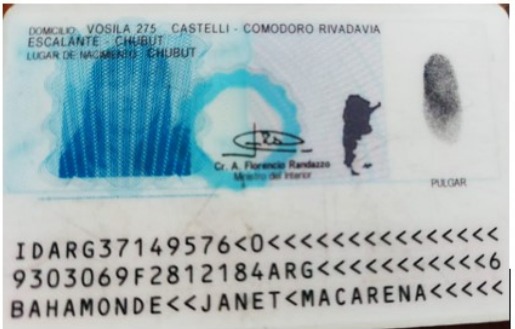 DOMICILIO: VOSILA 275 CASTELLI - COMODORO RIVADAVIA
ESCALANTE - CHUBUT
LUGAR DE NACIMIENTO: CHUBUT
Cr. A. Florencio Randazzo
Ministro del Interior
PULGAR
IDARG37149576<0<<<<<<<<<<<<<<<
9303069F2812184ARG<<<<<<<<<<<6
BAHAMONDE<<JANET<MACARENA<<<<<